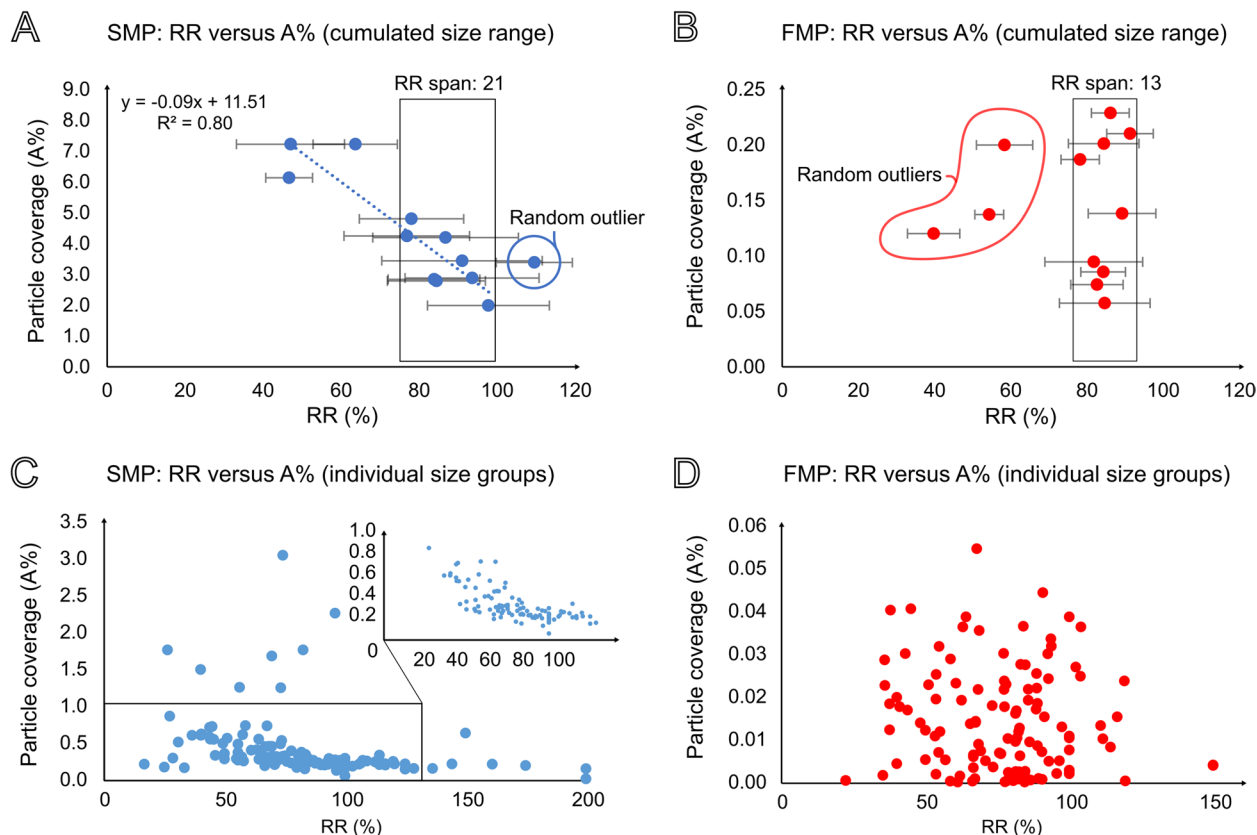 A
SMP: RR versus A% (cumulated size range)
RR span: 21
y = -0.09x + 11.51
R² = 0.80
Random outlier
Particle coverage (A%)
9.0
8.0
7.0
6.0
5.0
4.0
3.0
2.0
1.0
0.0
0
20
40
60
80
100
120
RR (%)
B
FMP: RR versus A% (cumulated size range)
RR span: 13
Random outliers
Particle coverage (A%)
0.25
0.20
0.15
0.10
0.05
0.00
0
20
40
60
80
100
120
RR (%)
C
SMP: RR versus A% (individual size groups)
Particle coverage (A%)
3.5
3.0
2.5
2.0
1.5
1.0
0.5
0.0
0
50
100
150
200
RR (%)
1.0
0.8
0.6
0.4
0.2
0
20
40
60
80
100
D
FMP: RR versus A% (individual size groups)
Particle coverage (A%)
0.06
0.05
0.04
0.03
0.02
0.01
0.00
0
50
100
150
RR (%)